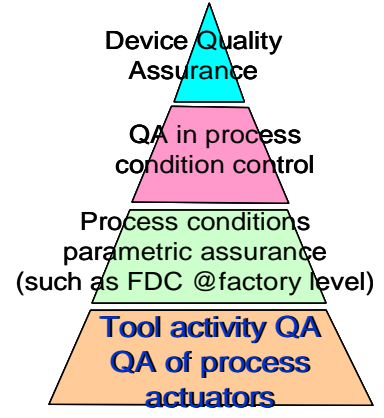 Device Quality
Assurance
QA in process
condition control
Process conditions
parametric assurance
(such as FDC @factory level)
Tool activity QA
QA of process
actuators